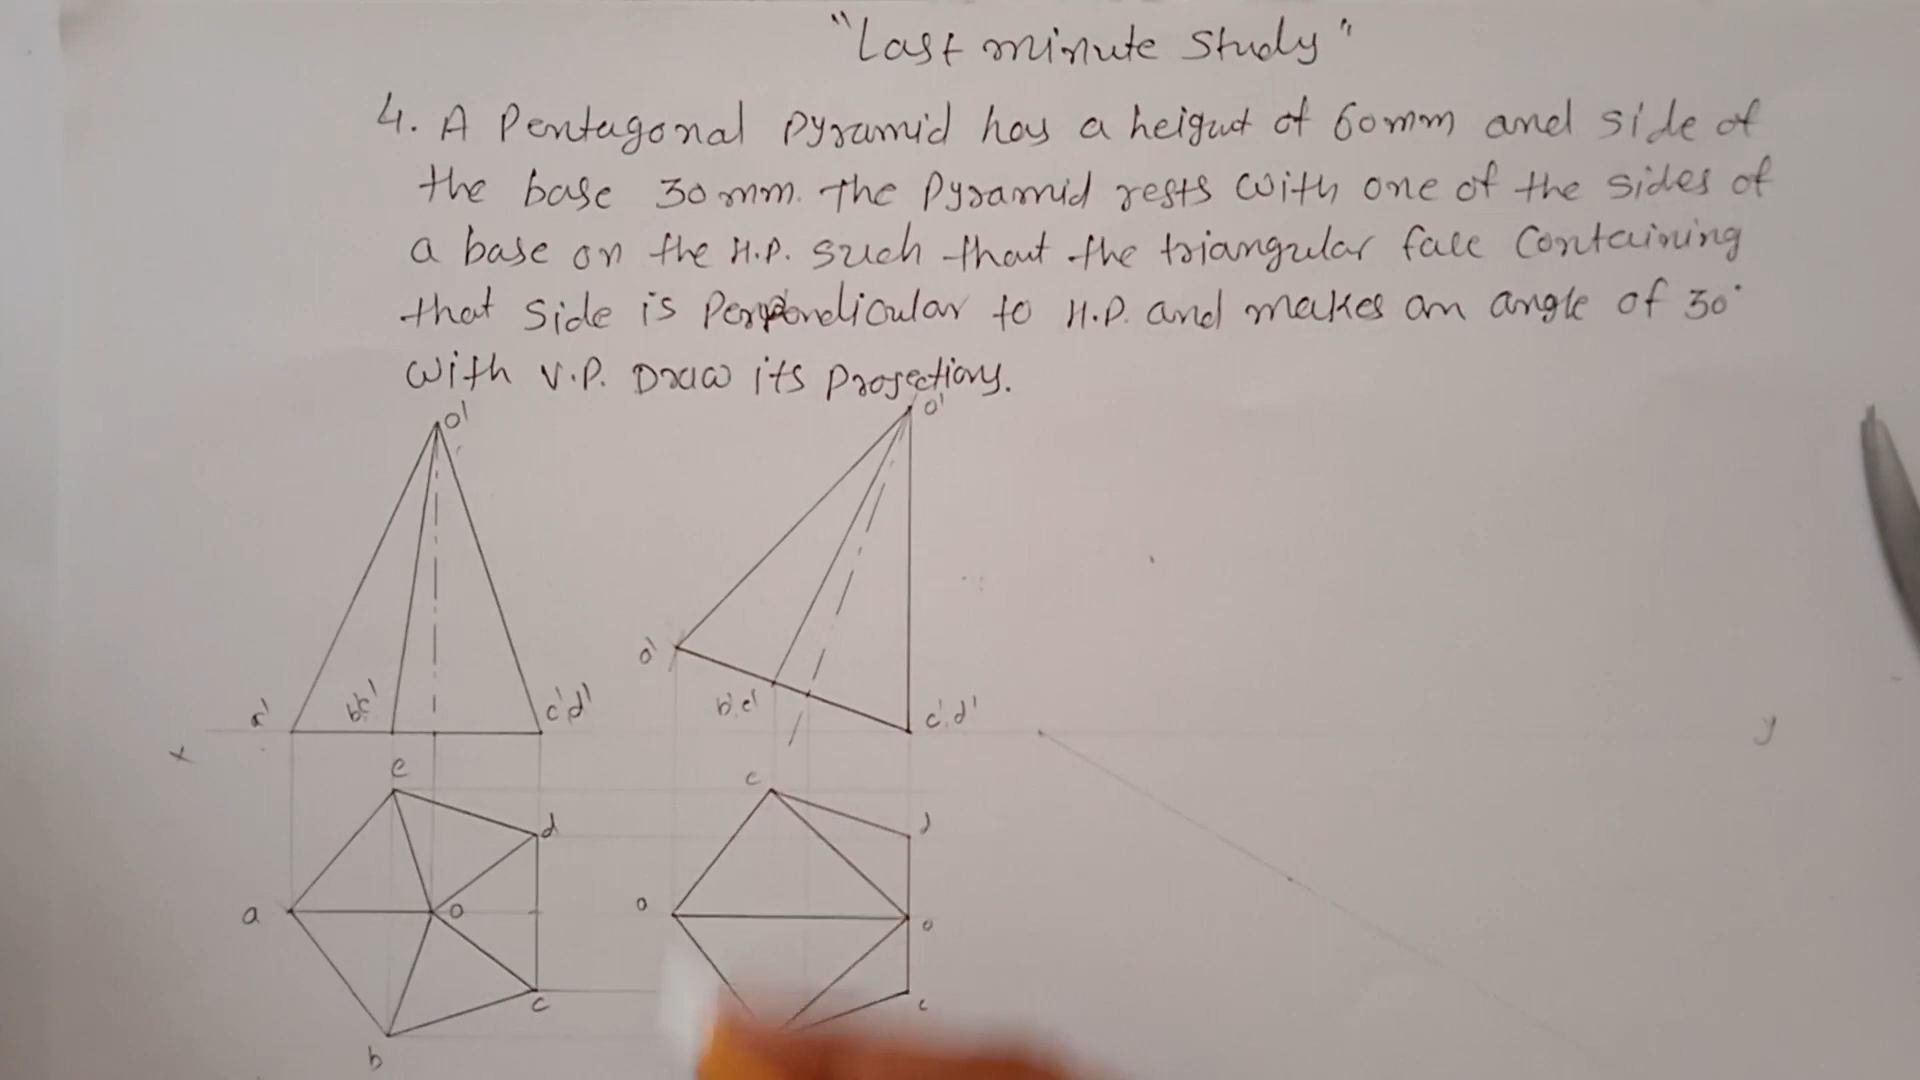 "Last minute Study"
4. A Pentagonal Pyramid has a height of 60mm and side of
the base 30mm. The Pyramid rests with one of the sides of
a base on the H.P. such that the triangular face Containing
that side is Perpendicular to H.P. and makes an angle of 30°
with V.P. Draw its Projections.
o' o'
a' b'c' c'd' a' b'.e' c'.d'
x y
e c
d d
a o o o
c c
b